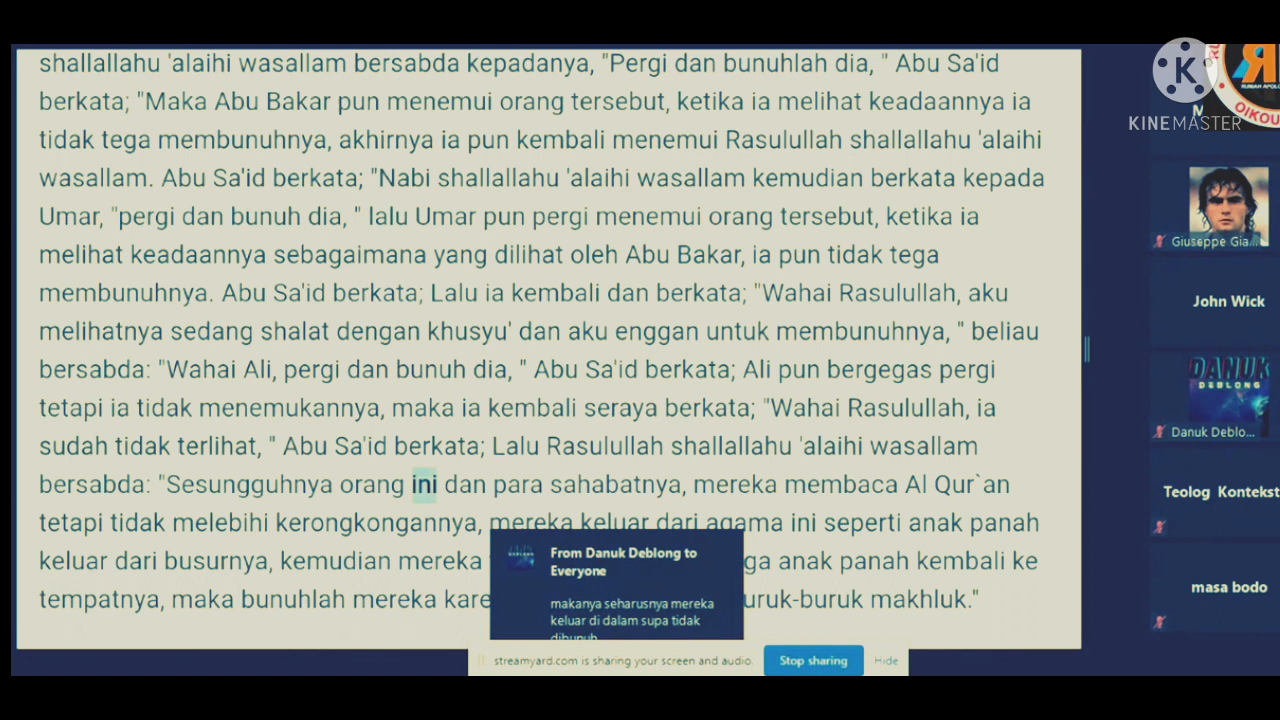 shallallahu 'alaihi wasallam bersabda kepadanya, "Pergi dan bunuhlah dia, " Abu Sa'id
berkata; "Maka Abu Bakar pun menemui orang tersebut, ketika ia melihat keadaannya ia
tidak tega membunuhnya, akhirnya ia pun kembali menemui Rasulullah shallallahu 'alaihi
wasallam. Abu Sa'id berkata; "Nabi shallallahu 'alaihi wasallam kemudian berkata kepada
Umar, "pergi dan bunuh dia, " lalu Umar pun pergi menemui orang tersebut, ketika ia
melihat keadaannya sebagaimana yang dilihat oleh Abu Bakar, ia pun tidak tega
membunuhnya. Abu Sa'id berkata; Lalu ia kembali dan berkata; "Wahai Rasulullah, aku
melihatnya sedang shalat dengan khusyu' dan aku enggan untuk membunuhnya, " beliau
bersabda: "Wahai Ali, pergi dan bunuh dia, " Abu Sa'id berkata; Ali pun bergegas pergi
tetapi ia tidak menemukannya, maka ia kembali seraya berkata; "Wahai Rasulullah, ia
sudah tidak terlihat, " Abu Sa'id berkata; Lalu Rasulullah shallallahu 'alaihi wasallam
bersabda: "Sesungguhnya orang ini dan para sahabatnya, mereka membaca Al Qur`an
tetapi tidak melebihi kerongkongannya, mereka keluar dari agama ini seperti anak panah
keluar dari busurnya, kemudian mereka ga anak panah kembali ke
tempatnya, maka bunuhlah mereka kare uruk-buruk makhluk."
From Danuk Deblong to
Everyone
makanya seharusnya mereka
keluar di dalam supa tidak
dibunuh
streamyard.com is sharing your screen and audio.
Stop sharing
Hide
K
KINEMASTER
OIKOU
Giuseppe Gia...
John Wick
DANUK
DEBLONG
Danuk Deblo...
Teolog Kontekst
masa bodo